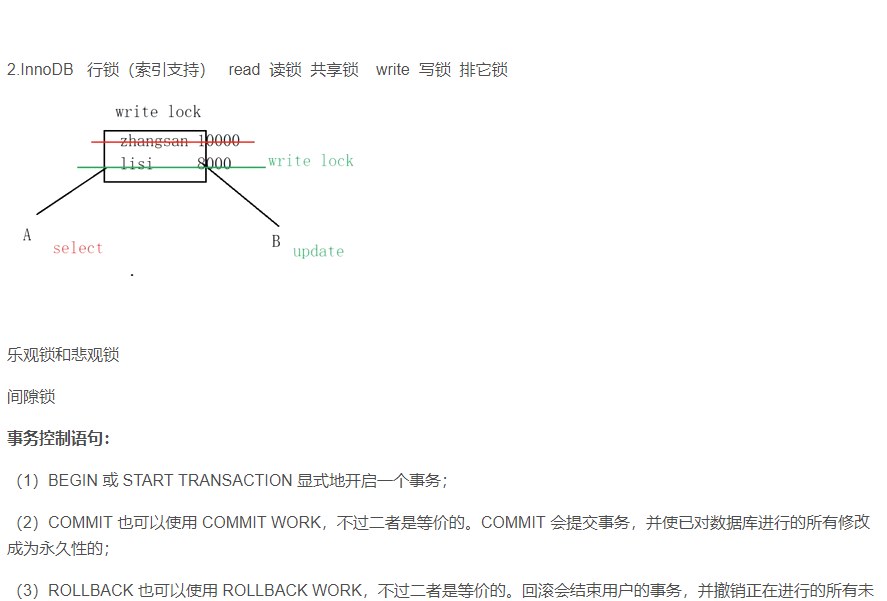 2.InnoDB 行锁（索引支持） read 读锁 共享锁 write 写锁 排它锁
write lock
zhangsan 10000
lisi 8000 write lock
A
B
select
update
乐观锁和悲观锁
间隙锁
事务控制语句：
（1）BEGIN 或 START TRANSACTION 显式地开启一个事务；
（2）COMMIT 也可以使用 COMMIT WORK，不过二者是等价的。COMMIT 会提交事务，并使已对数据库进行的所有修改
成为永久性的；
（3）ROLLBACK 也可以使用 ROLLBACK WORK，不过二者是等价的。回滚会结束用户的事务，并撤销正在进行的所有未